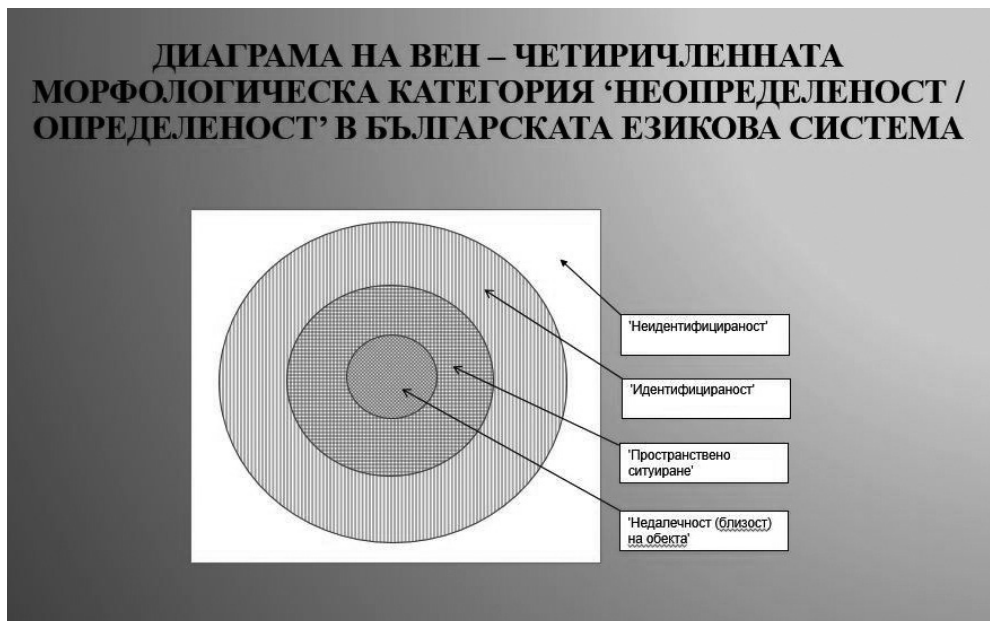 ДИАГРАМА НА ВЕН – ЧЕТИРИЧЛЕННАТА
МОРФОЛОГИЧЕСКА КАТЕГОРИЯ ‘НЕОПРЕДЕЛЕНОСТ /
ОПРЕДЕЛЕНОСТ’ В БЪЛГАРСКАТА ЕЗИКОВА СИСТЕМА
'Неидентифицираност'
'Идентифицираност'
'Пространствено
ситуиране'
'Недалечност (близост)
на обекта'